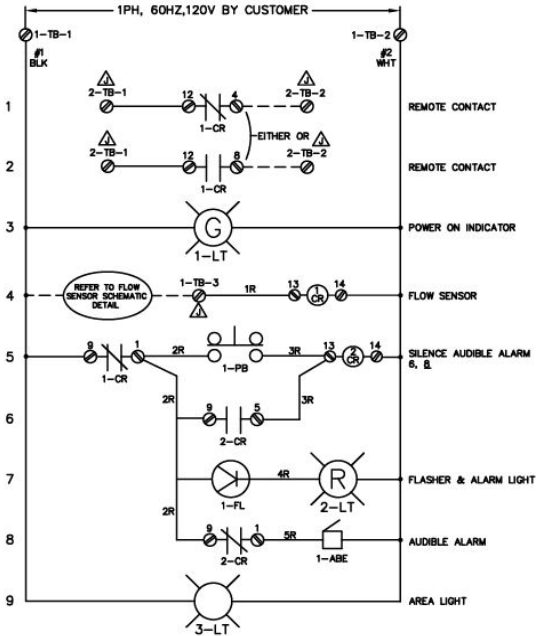 1PH, 60HZ,120V BY CUSTOMER
1-TB-1
1-TB-2
#1
BLK
#2
WHT
J
J
2-TB-1
12
4
2-TB-2
1
1-CR
REMOTE CONTACT
J
EITHER OR
J
2-TB-1
12
8
2-TB-2
2
1-CR
REMOTE CONTACT
3
G
POWER ON INDICATOR
1-LT
REFER TO FLOW
SENSOR SCHEMATIC
DETAIL
1-TB-3
1R
13
1
CR
14
4
FLOW SENSOR
J
9
1
2R
3R
13
2
CR
14
5
SILENCE AUDIBLE ALARM
6, 8
1-CR
1-PB
2R
3R
9
5
6
2-CR
7
4R
R
FLASHER & ALARM LIGHT
1-FL
2-LT
2R
9
1
5R
8
AUDIBLE ALARM
2-CR
1-ABE
9
AREA LIGHT
3-LT